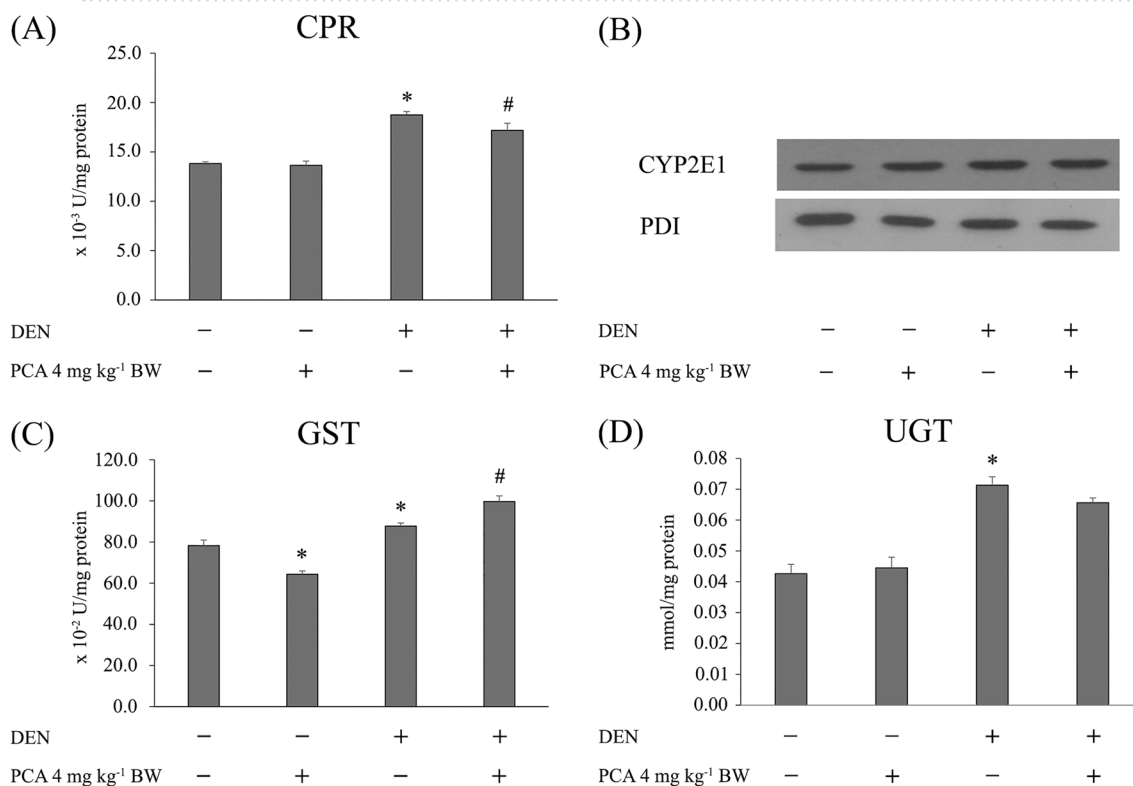 (A)
CPR
25.0
20.0
15.0
10.0
5.0
0.0
x 10⁻³ U/mg protein
*
#
DEN − − + +
PCA 4 mg kg⁻¹ BW − + − +
(B)
CYP2E1
PDI
DEN − − + +
PCA 4 mg kg⁻¹ BW − + − +
(C)
GST
120.0
100.0
80.0
60.0
40.0
20.0
0.0
x 10⁻² U/mg protein
*
*
#
DEN − − + +
PCA 4 mg kg⁻¹ BW − + − +
(D)
UGT
0.08
0.07
0.06
0.05
0.04
0.03
0.02
0.01
0.00
mmol/mg protein
*
DEN − − + +
PCA 4 mg kg⁻¹ BW − + − +